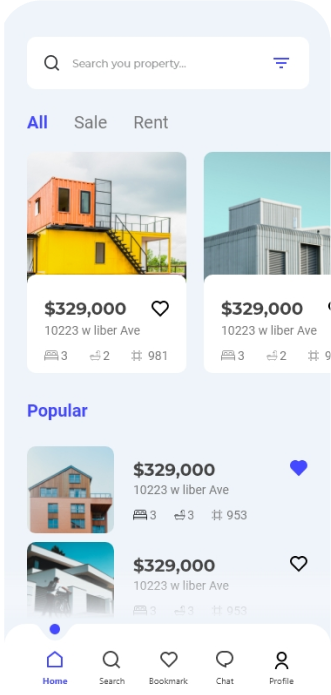 Search you property...
All Sale Rent
$329,000 $329,000
10223 w liber Ave 10223 w liber Ave
3 2 981 3 2 9
Popular
$329,000
10223 w liber Ave
3 3 953
$329,000
10223 w liber Ave
3 3 953
Home Search Bookmark Chat Profile